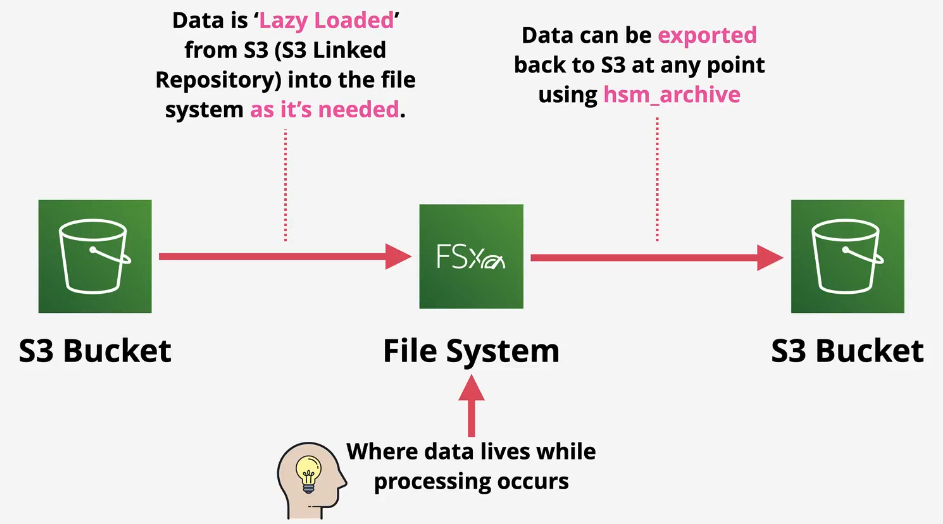 Data is ‘Lazy Loaded’
from S3 (S3 Linked
Repository) into the file
system as it’s needed.
Data can be exported
back to S3 at any point
using hsm_archive
FSx
S3 Bucket
File System
S3 Bucket
Where data lives while
processing occurs